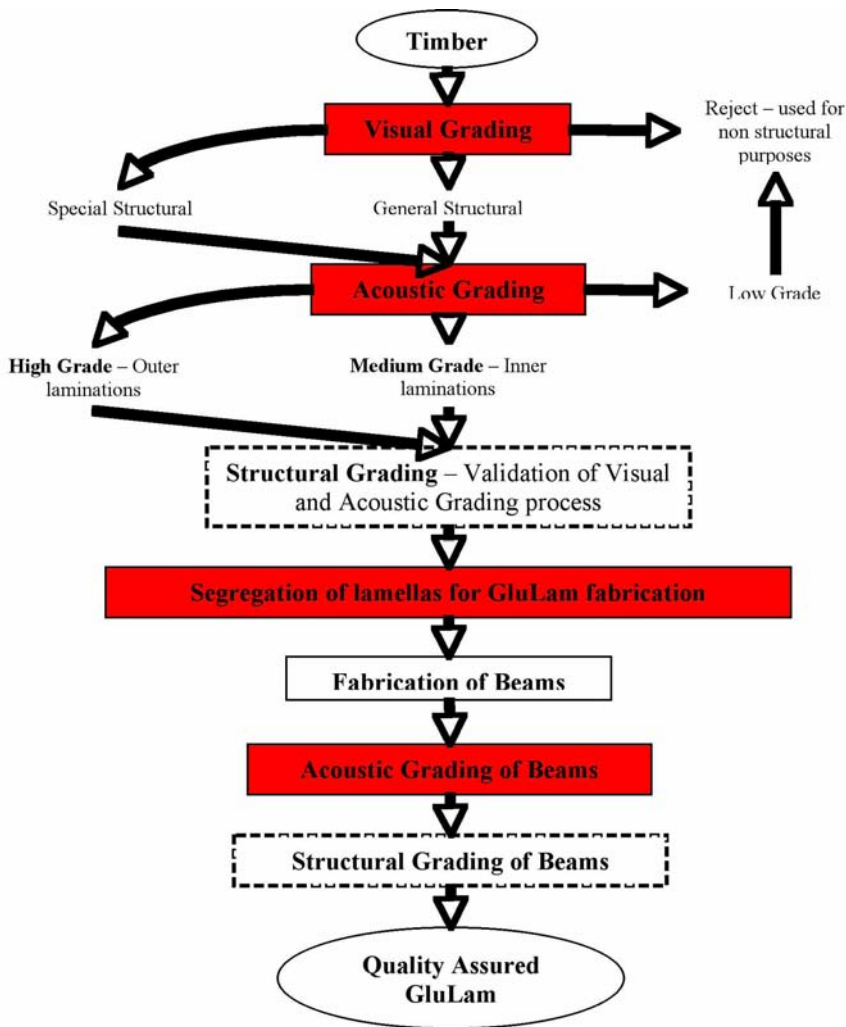 Timber
Visual Grading
Reject – used for
non structural
purposes
Special Structural
General Structural
Acoustic Grading
Low Grade
High Grade – Outer
laminations
Medium Grade – Inner
laminations
Structural Grading – Validation of Visual
and Acoustic Grading process
Segregation of lamellas for GluLam fabrication
Fabrication of Beams
Acoustic Grading of Beams
Structural Grading of Beams
Quality Assured
GluLam